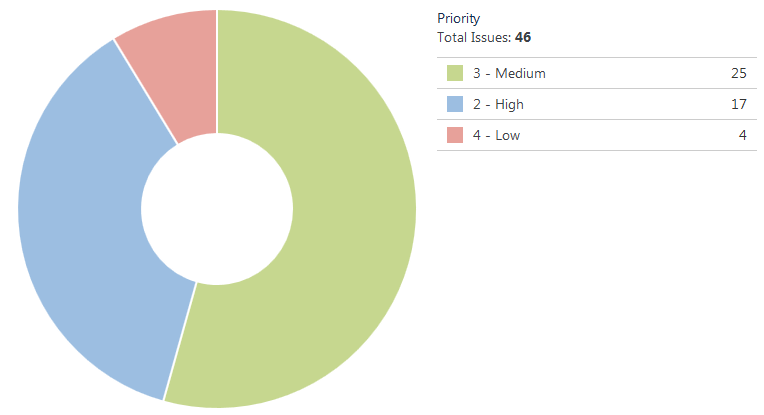 Priority
Total Issues: 46
3 - Medium 25
2 - High 17
4 - Low 4